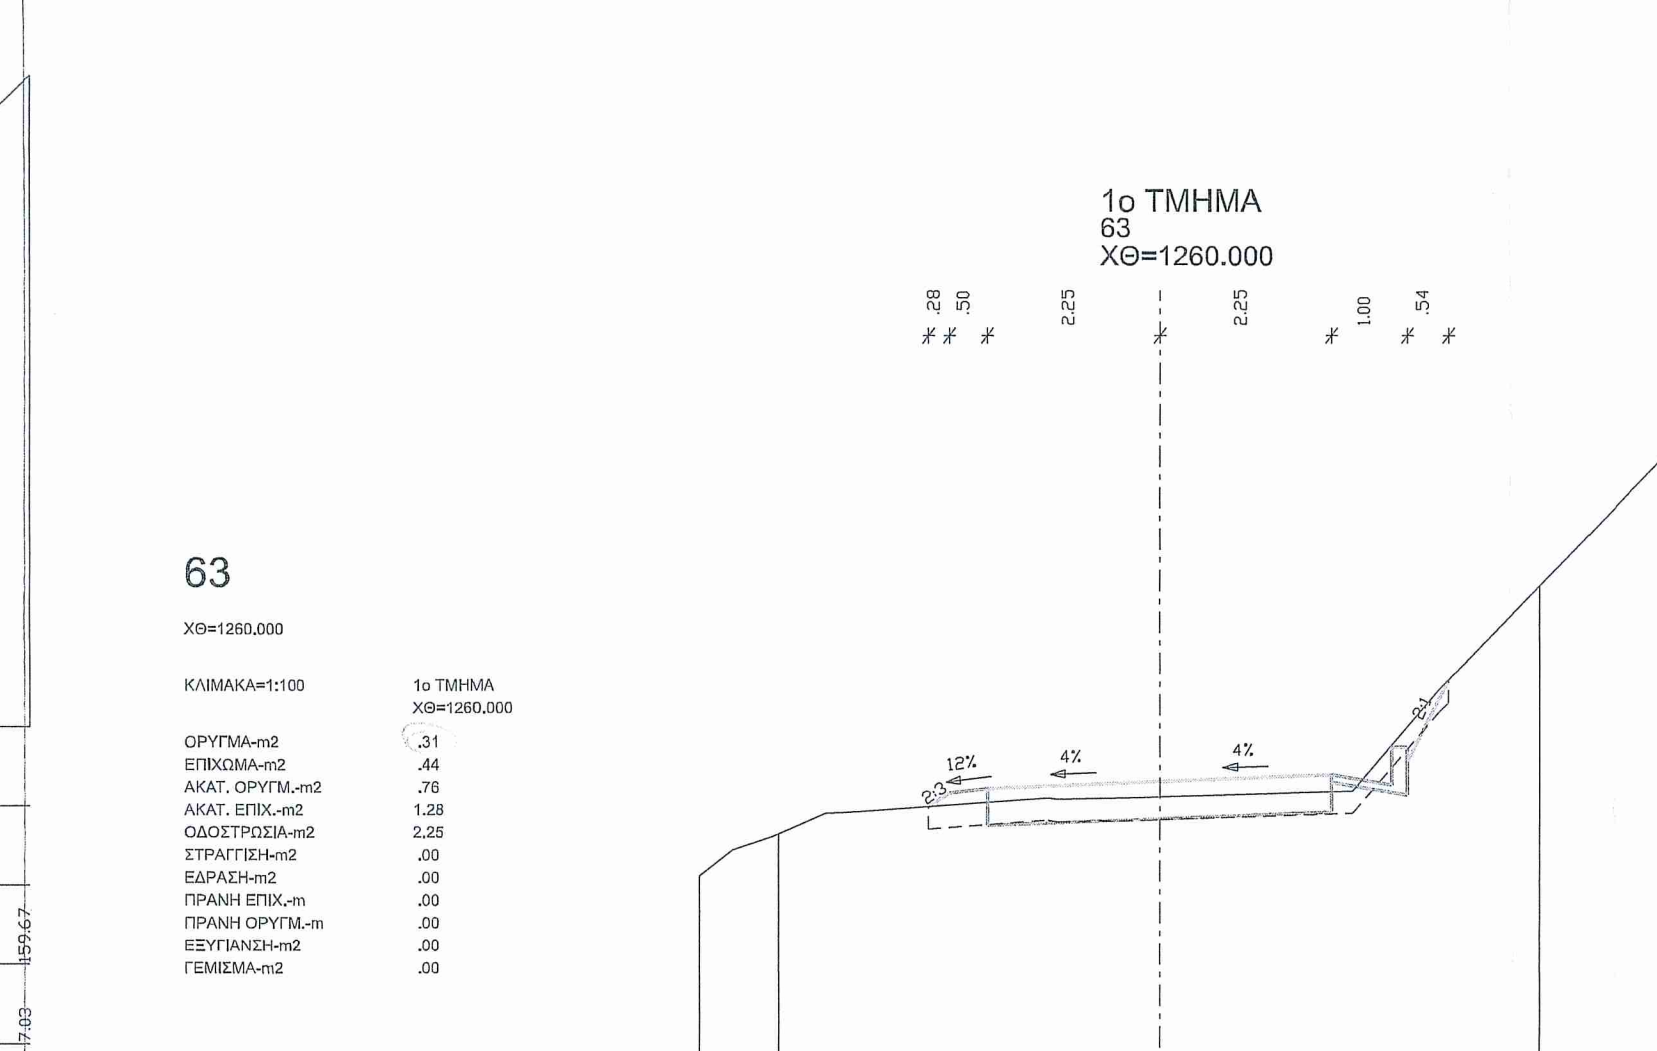 1ο ΤΜΗΜΑ
63
ΧΘ=1260.000
.28 .50 2.25 2.25 1.00 .54
63
ΧΘ=1260.000
ΚΛΙΜΑΚΑ=1:100 1ο ΤΜΗΜΑ
ΧΘ=1260.000
ΟΡΥΓΜΑ-m2 .31
ΕΠΙΧΩΜΑ-m2 .44
ΑΚΑΤ. ΟΡΥΓΜ.-m2 .76
ΑΚΑΤ. ΕΠΙΧ.-m2 1.28
ΟΔΟΣΤΡΩΣΙΑ-m2 2.25
ΣΤΡΑΓΓΙΣΗ-m2 .00
ΕΔΡΑΣΗ-m2 .00
ΠΡΑΝΗ ΕΠΙΧ.-m .00
ΠΡΑΝΗ ΟΡΥΓΜ.-m .00
ΕΞΥΓΙΑΝΣΗ-m2 .00
ΓΕΜΙΣΜΑ-m2 .00
2:3
12%
4%
4%
2:1
159.67
7.03